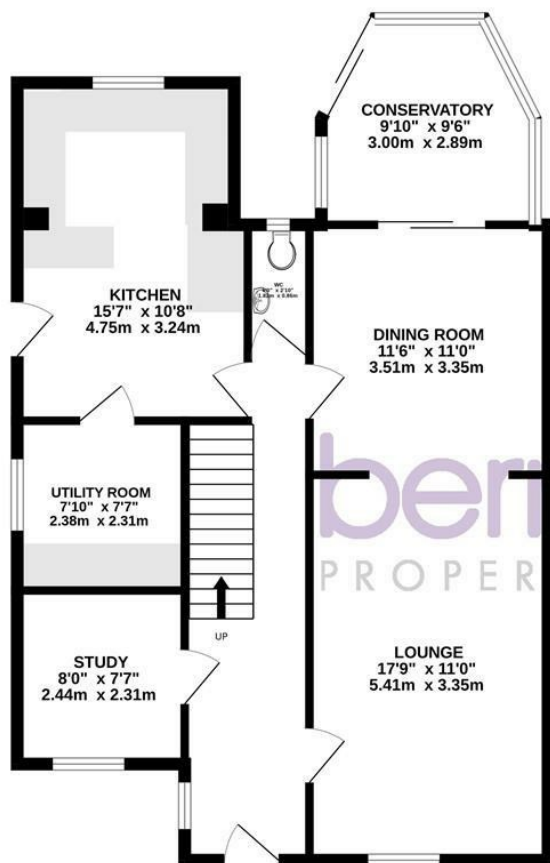 CONSERVATORY
9'10" x 9'6"
3.00m x 2.89m
KITCHEN
15'7" x 10'8"
4.75m x 3.24m
WC
DINING ROOM
11'6" x 11'0"
3.51m x 3.35m
UTILITY ROOM
7'10" x 7'7"
2.38m x 2.31m
beri
PROPER
UP
STUDY
8'0" x 7'7"
2.44m x 2.31m
LOUNGE
17'9" x 11'0"
5.41m x 3.35m